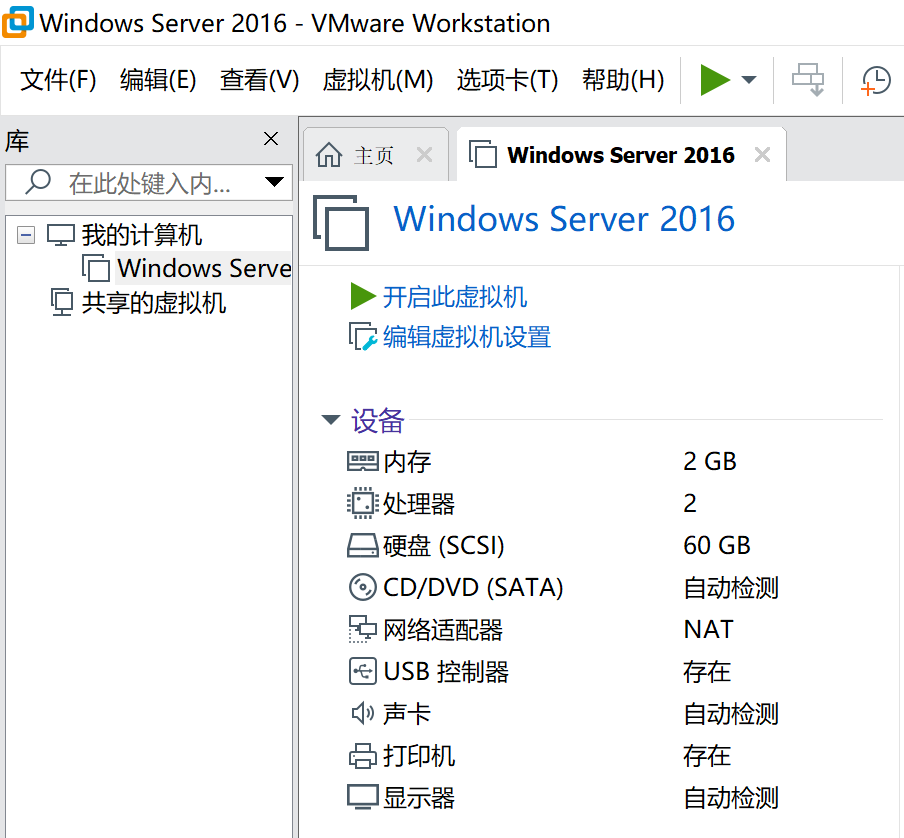 Windows Server 2016 - VMware Workstation
文件(F) 编辑(E) 查看(V) 虚拟机(M) 选项卡(T) 帮助(H)
库
在此处键入内...
我的计算机
Windows Serve
共享的虚拟机
主页
Windows Server 2016
Windows Server 2016
开启此虚拟机
编辑虚拟机设置
设备
内存 2 GB
处理器 2
硬盘 (SCSI) 60 GB
CD/DVD (SATA) 自动检测
网络适配器 NAT
USB 控制器 存在
声卡 自动检测
打印机 存在
显示器 自动检测